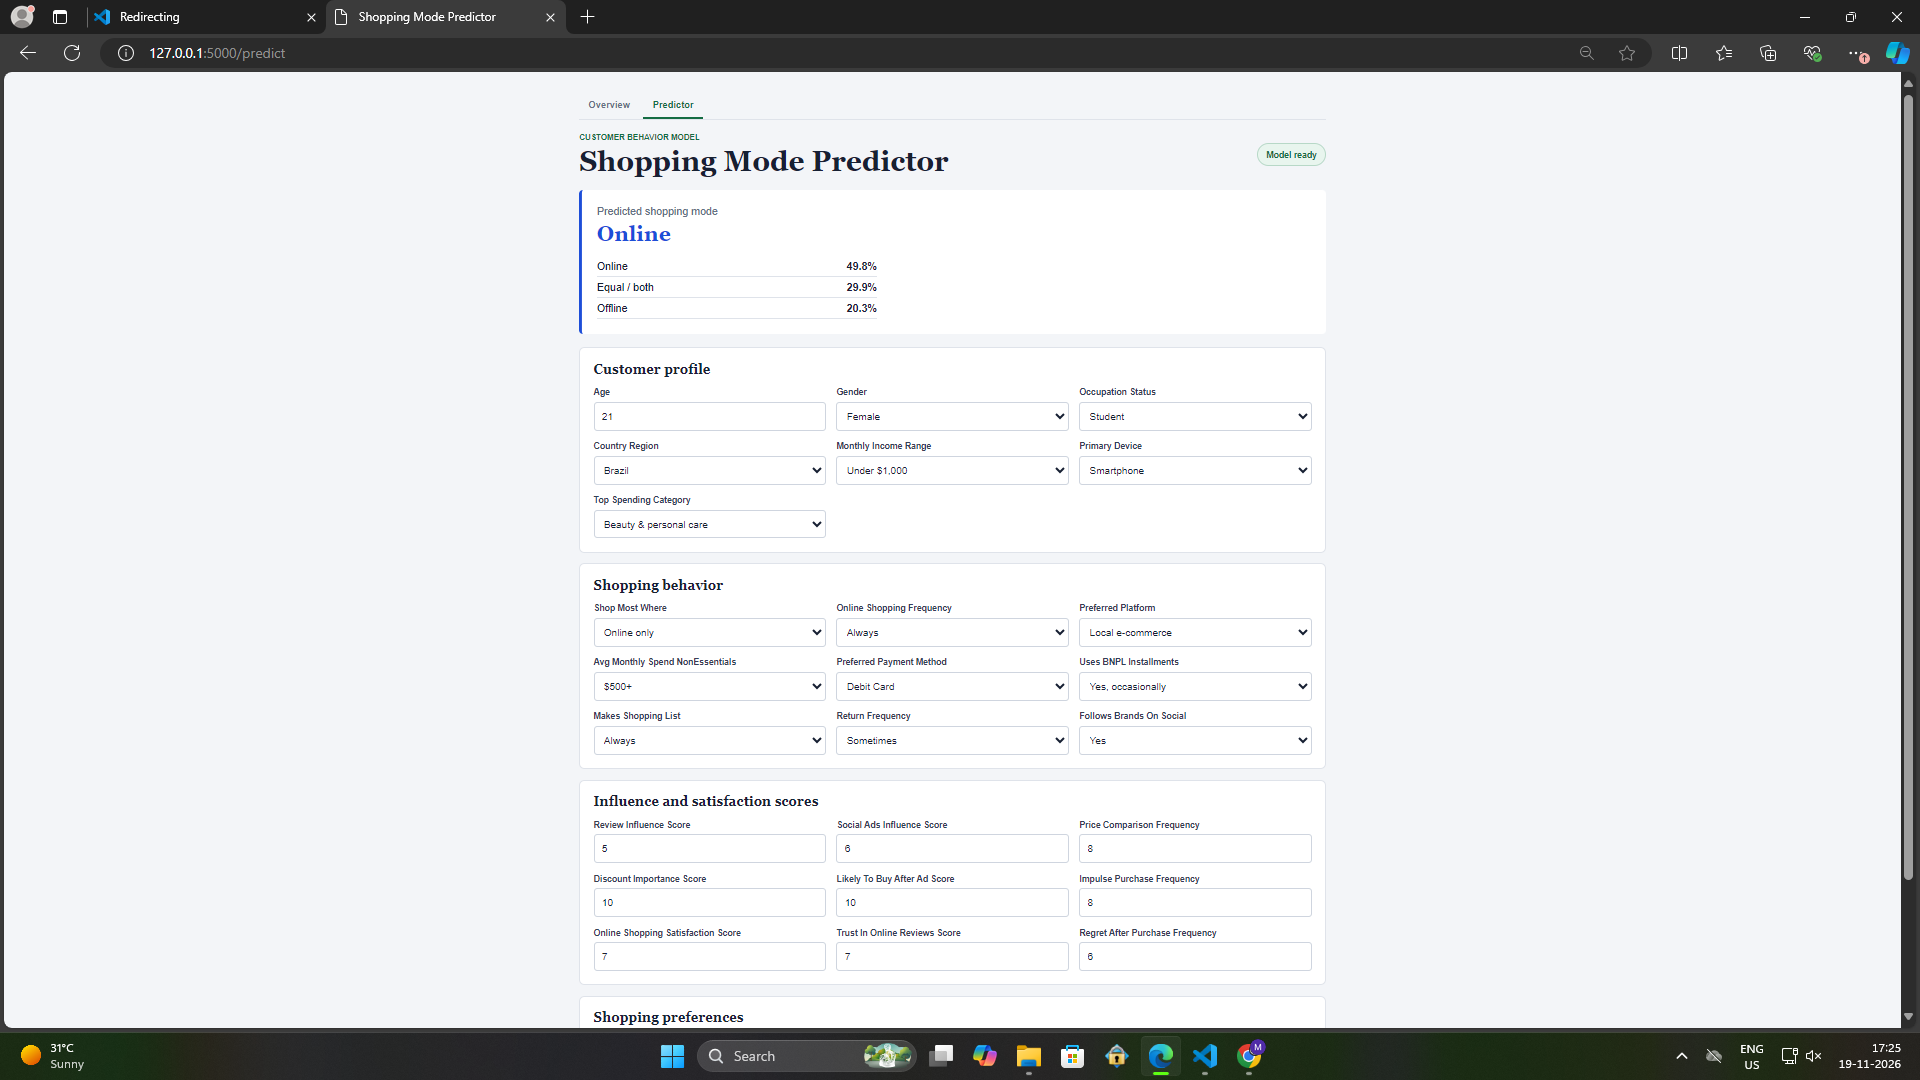 Redirecting
Shopping Mode Predictor
127.0.0.1:5000/predict
Overview
Predictor
CUSTOMER BEHAVIOR MODEL
Shopping Mode Predictor
Model ready
Predicted shopping mode
Online
Online 49.8%
Equal / both 29.9%
Offline 20.3%
Customer profile
Age Gender Occupation Status
21 Female Student
Country Region Monthly Income Range Primary Device
Brazil Under $1,000 Smartphone
Top Spending Category
Beauty & personal care
Shopping behavior
Shop Most Where Online Shopping Frequency Preferred Platform
Online only Always Local e-commerce
Avg Monthly Spend NonEssentials Preferred Payment Method Uses BNPL Installments
$500+ Debit Card Yes, occasionally
Makes Shopping List Return Frequency Follows Brands On Social
Always Sometimes Yes
Influence and satisfaction scores
Review Influence Score Social Ads Influence Score Price Comparison Frequency
5 6 8
Discount Importance Score Likely To Buy After Ad Score Impulse Purchase Frequency
10 10 8
Online Shopping Satisfaction Score Trust In Online Reviews Score Regret After Purchase Frequency
7 7 6
Shopping preferences
31°C
Sunny
Search
M
ENG
US
17:25
19-11-2026